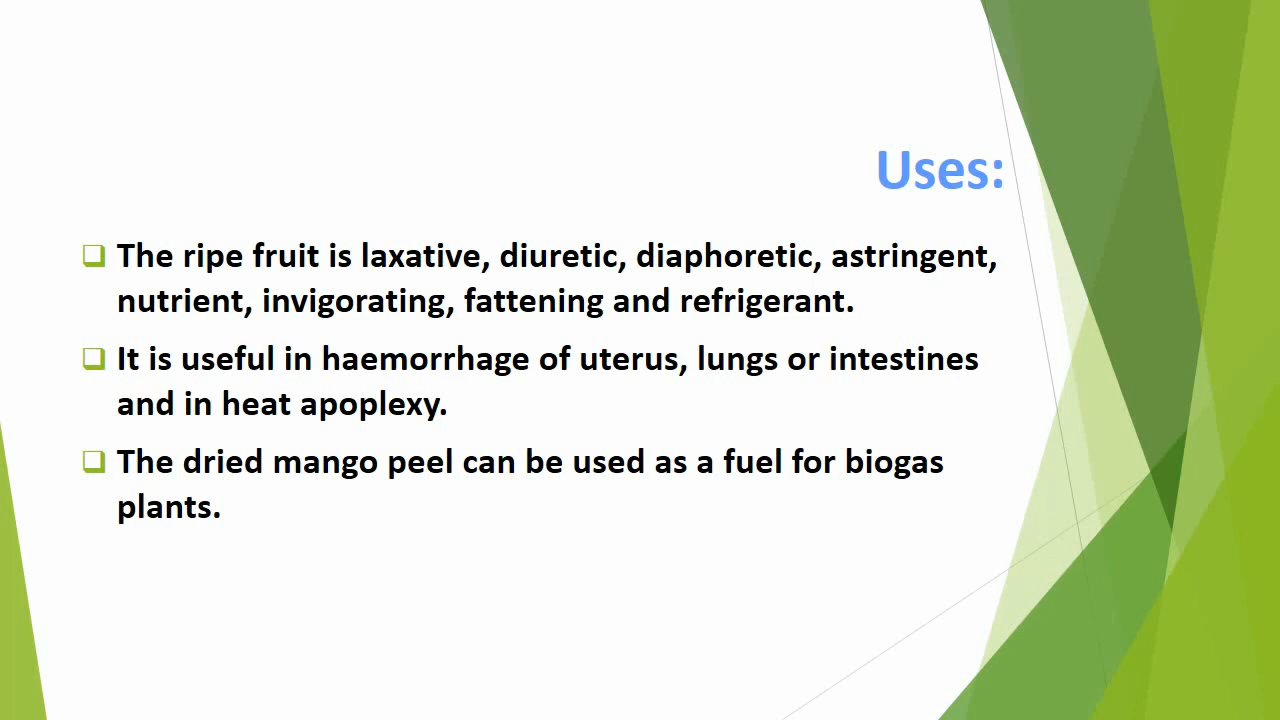 Uses:
The ripe fruit is laxative, diuretic, diaphoretic, astringent,
nutrient, invigorating, fattening and refrigerant.
It is useful in haemorrhage of uterus, lungs or intestines
and in heat apoplexy.
The dried mango peel can be used as a fuel for biogas
plants.